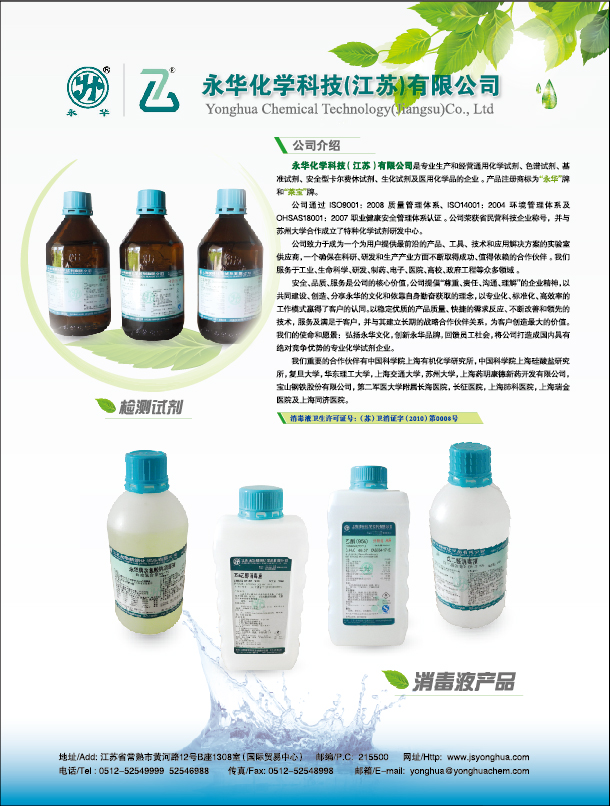 永华
永华化学科技(江苏)有限公司
Yonghua Chemical Technology(Jiangsu)Co., Ltd
公司介绍
永华化学科技(江苏)有限公司是专业生产和经营通用化学试剂、色谱试剂、基
准试剂、安全型卡尔费休试剂、生化试剂及医用化学品的企业。产品注册商标为“永华”牌
和“莱宝”牌。
公司通过 ISO9001：2008 质量管理体系、ISO14001：2004 环境管理体系及
OHSAS18001：2007 职业健康安全管理体系认证。公司荣获省民营科技企业称号，并与
苏州大学合作成立了特种化学试剂研发中心。
公司致力于成为一个为用户提供最前沿的产品、工具、技术和应用解决方案的实验室
供应商，一个确保在科研、研发和生产产业方面不断取得成功、值得依赖的合作伙伴。我们
服务于工业、生命科学、研发、制药、电子、医院、高校、政府工程等众多领域。
安全、品质、服务是公司的核心价值，公司提倡“尊重、责任、沟通、理解”的企业精神，以
共同建设、创造、分享永华的文化和依靠自身勤奋获取的理念，以专业化、标准化、高效率的
工作模式赢得了客户的认同，以稳定优质的产品质量、快捷的需求反应、不断改善和领先的
技术，服务及满足于客户，并与其建立长期的战略合作伙伴关系，为客户创造最大的价值。
我们的使命和愿景：弘扬永华文化，创新永华品牌，回馈员工社会，将公司打造成国内具有
绝对竞争优势的专业化学试剂企业。
我们重要的合作伙伴有中国科学院上海有机化学研究所，中国科学院上海硅酸盐研究
所，复旦大学，华东理工大学，上海交通大学，苏州大学，上海药明康德新药开发有限公司，
宝山钢铁股份有限公司，第二军医大学附属长海医院，长征医院，上海肺科医院，上海瑞金
医院及上海同济医院。
检测试剂
消毒液卫生许可证号：(苏)卫消证字(2010)第0008号
乙醇(95%)
消毒液产品
地址/Add: 江苏省常熟市黄河路12号B座1308室(国际贸易中心) 邮编/P.C. 215500 网址/Http: www.jsyonghua.com
电话/Tel : 0512-52549999 52546988 传真/Fax: 0512-52548998 邮箱/E-mail: yonghua@yonghuachem.com